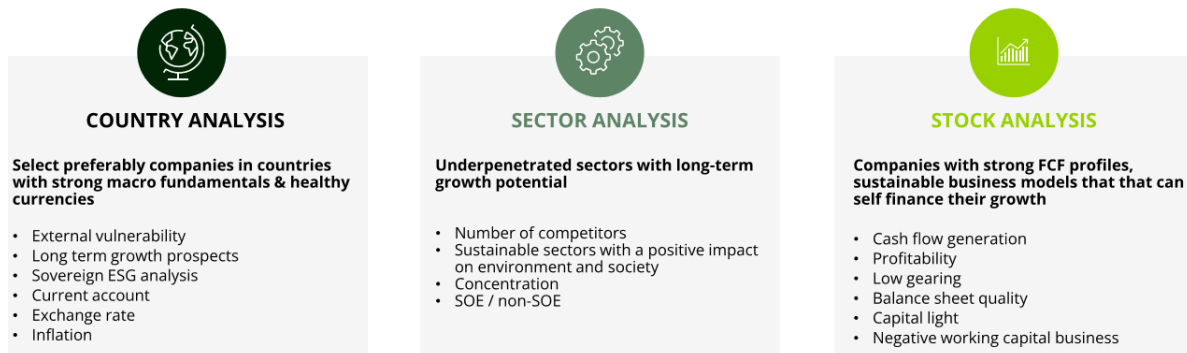 COUNTRY ANALYSIS
Select preferably companies in countries
with strong macro fundamentals & healthy
currencies
• External vulnerability
• Long term growth prospects
• Sovereign ESG analysis
• Current account
• Exchange rate
• Inflation
SECTOR ANALYSIS
Underpenetrated sectors with long-term
growth potential
• Number of competitors
• Sustainable sectors with a positive impact
on environment and society
• Concentration
• SOE / non-SOE
STOCK ANALYSIS
Companies with strong FCF profiles,
sustainable business models that that can
self finance their growth
• Cash flow generation
• Profitability
• Low gearing
• Balance sheet quality
• Capital light
• Negative working capital business